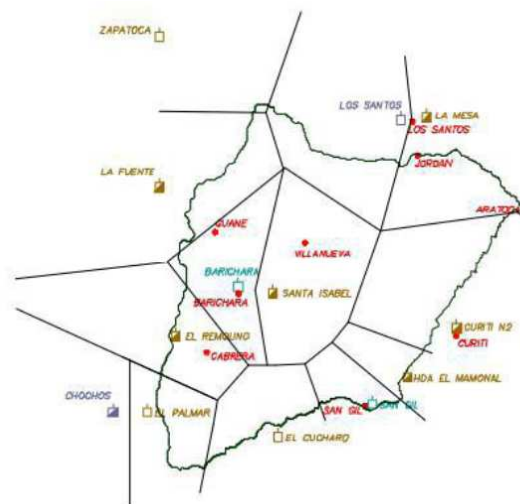 ZAPATOCA
LOS SANTOS
LA MESA
LOS SANTOS
JORDAN
LA FUENTE
ARATOCA
GUANE
VILLANUEVA
BARICHARA
BARICHARA
SANTA ISABEL
EL REMOLINO
CURITI N2
CURITI
CABRERA
HDA EL MAMONAL
CHOCHOS
EL PALMAR
SAN GIL
SAN GIL
EL CUCHARO